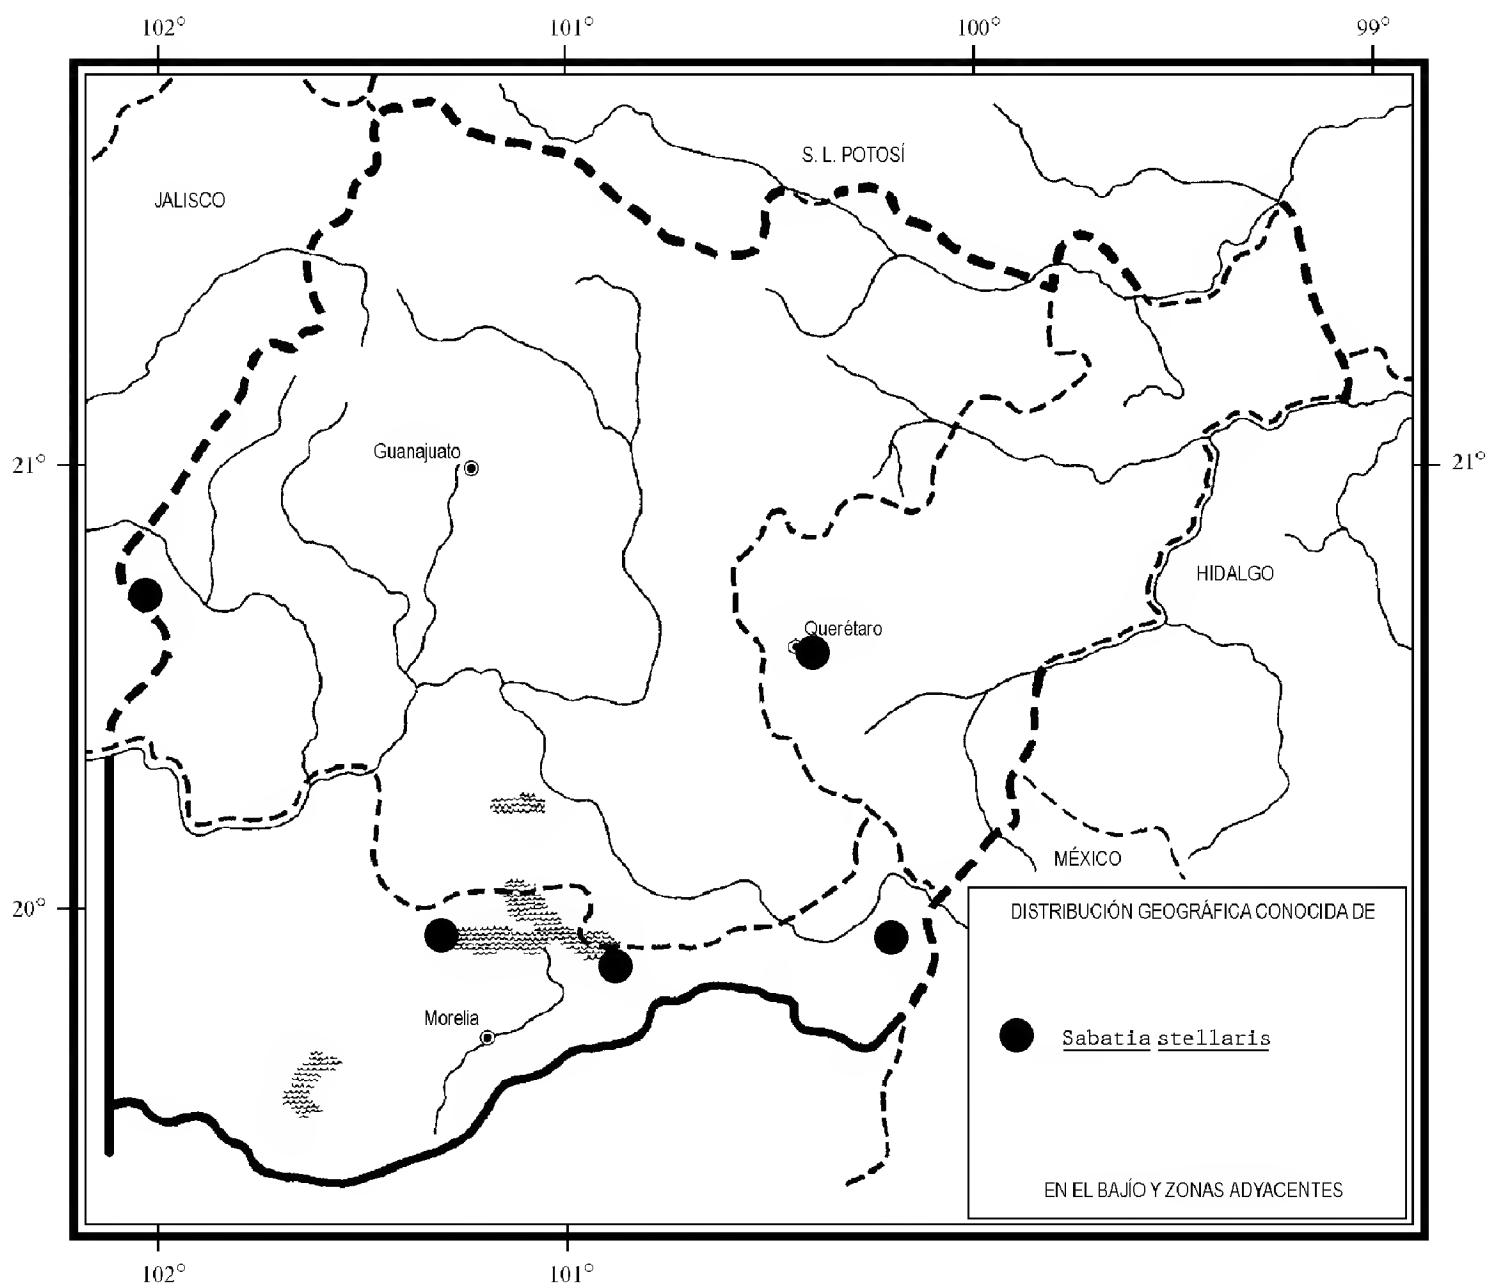 102° 101° 100° 99°
S. L. POTOSÍ
JALISCO
Guanajuato
21° 21°
HIDALGO
Querétaro
MÉXICO
20°
DISTRIBUCIÓN GEOGRÁFICA CONOCIDA DE
Morelia
Sabatia stellaris
EN EL BAJÍO Y ZONAS ADYACENTES
102° 101°